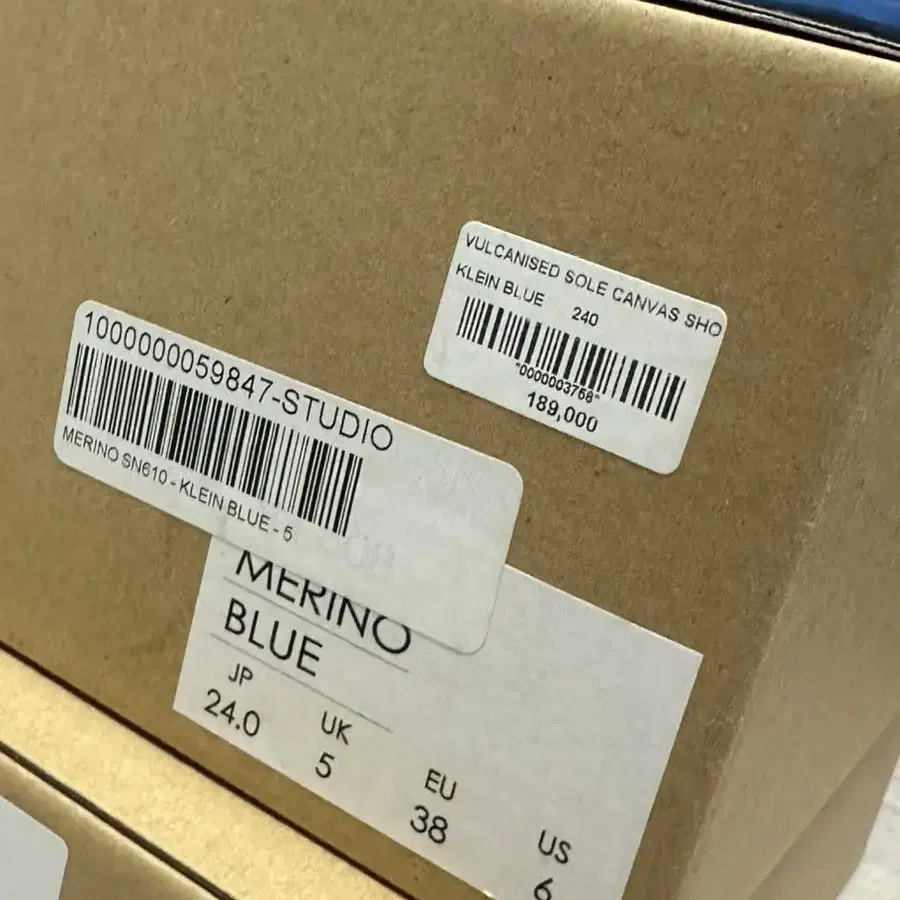 VULCANISED SOLE CANVAS SHO
KLEIN BLUE 240
*0000003768*
189,000
1000000059847-STUDIO
MERINO SN610 - KLEIN BLUE - 5
MERINO
BLUE
JP
24.0
UK
5
EU
38
US
6